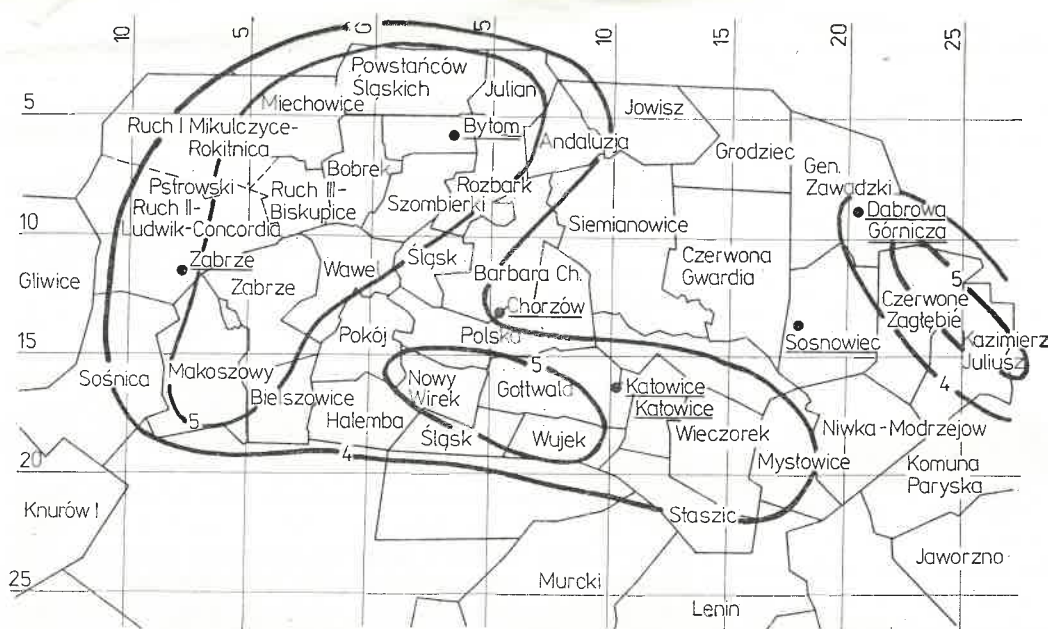 10
5
0
5
10
15
20
25
Powstańców
Śląskich
Julian
Miechowice
Jowisz
5
Ruch I Mikulczyce-
Rokitnica
Bytom
Andaluzja
Grodziec
Bobrek
Gen.
Zawadzki
Pstrowski
Ruch II-
Ludwik-Concordia
Ruch III-
Biskupice
Rozbark
Szombierki
Siemianowice
Dabrowa
Górnicza
10
Gliwice
Zabrze
Zabrze
Wawel
Śląsk
Barbara Ch.
Czerwona
Gwardia
5
Chorzów
Czerwone
Zagłębie
Pokój
Polska
Sosnowiec
Kazimierz
Juliusz
15
Sośnica
Makoszowy
5
Nowy
Wirek
Gottwald
Katowice
Katowice
4
Bielszowice
Halemba
5
Śląsk
Wujek
Wieczorek
Niwka-Modrzejow
4
Mysłowice
20
Komuna
Paryska
Knurów I
Staszic
Jaworzno
25
Murcki
Lenin